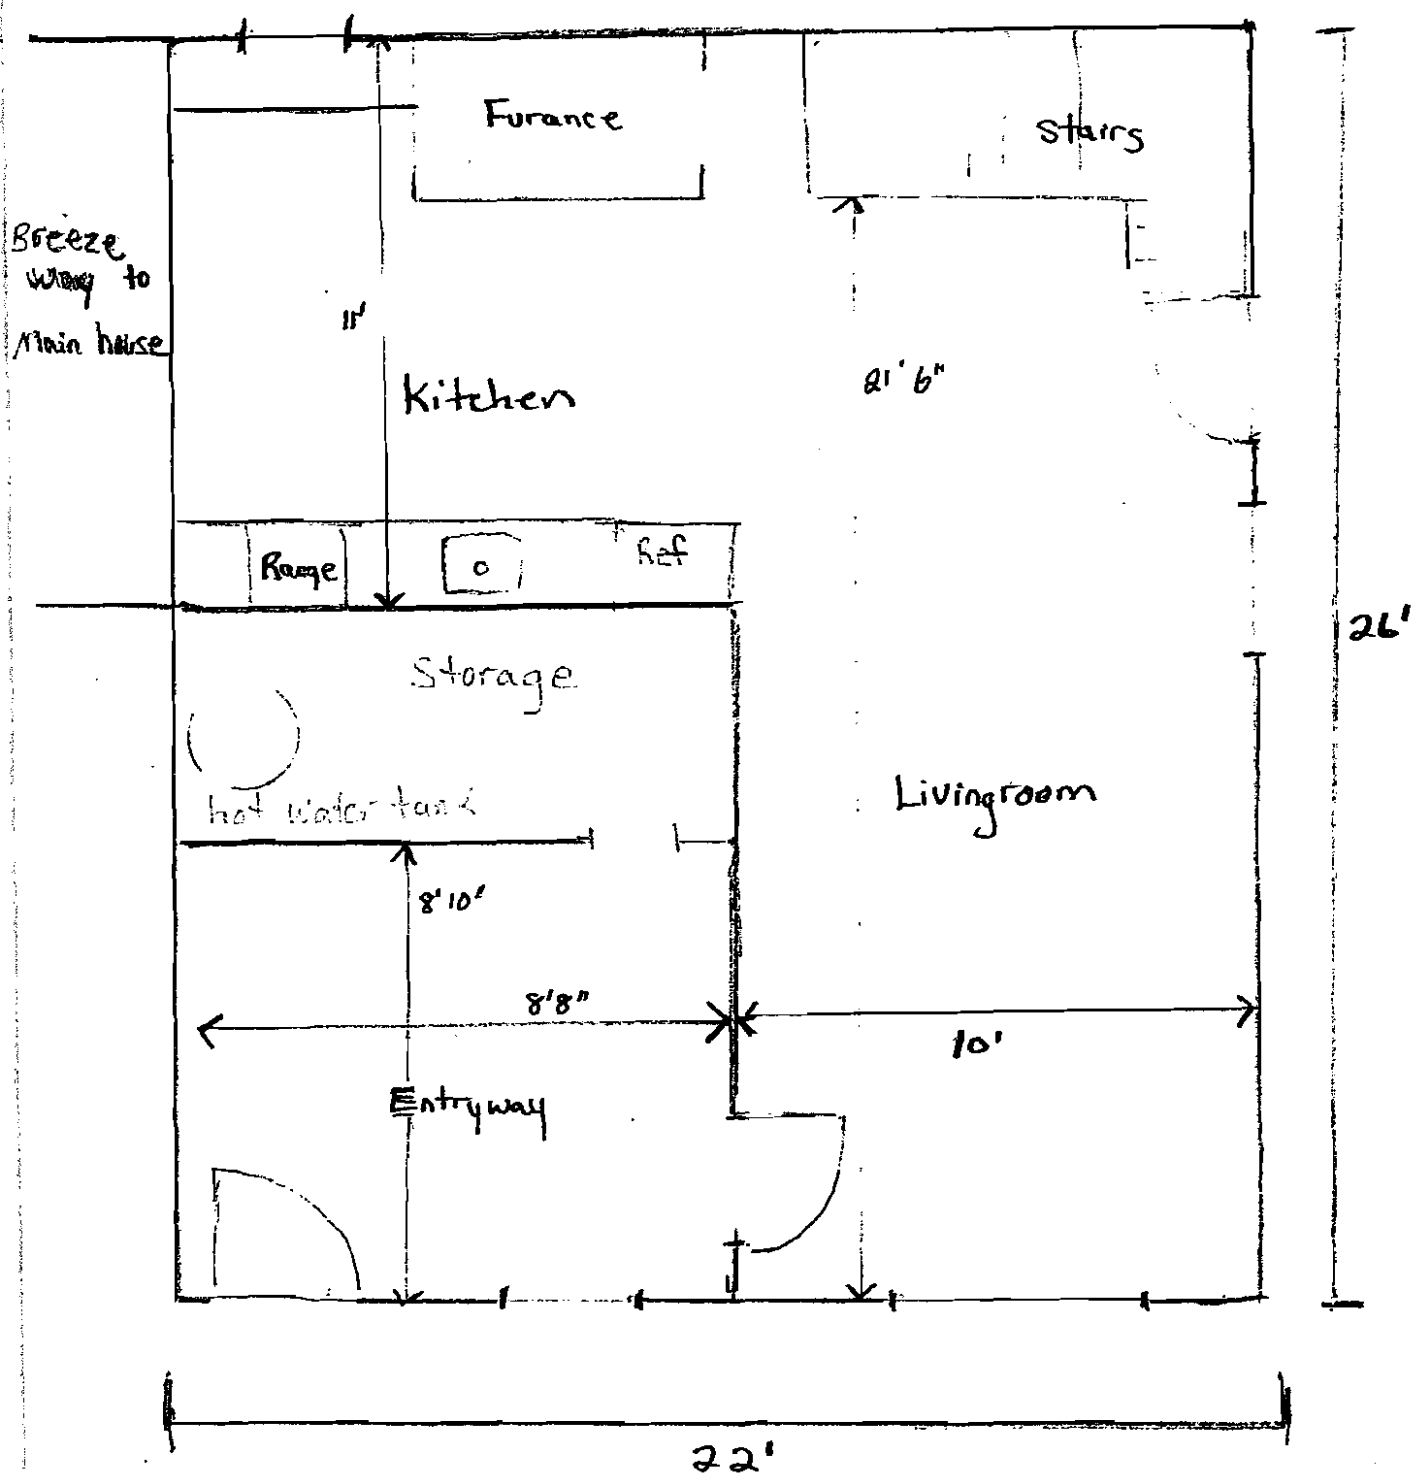 Furance
Stairs
Breeze
way to
Main house
11'
Kitchen
21' 6"
Range
Ref
26'
Storage
hot water tank
Livingroom
8'10"
8'8"
10'
Entryway
22'